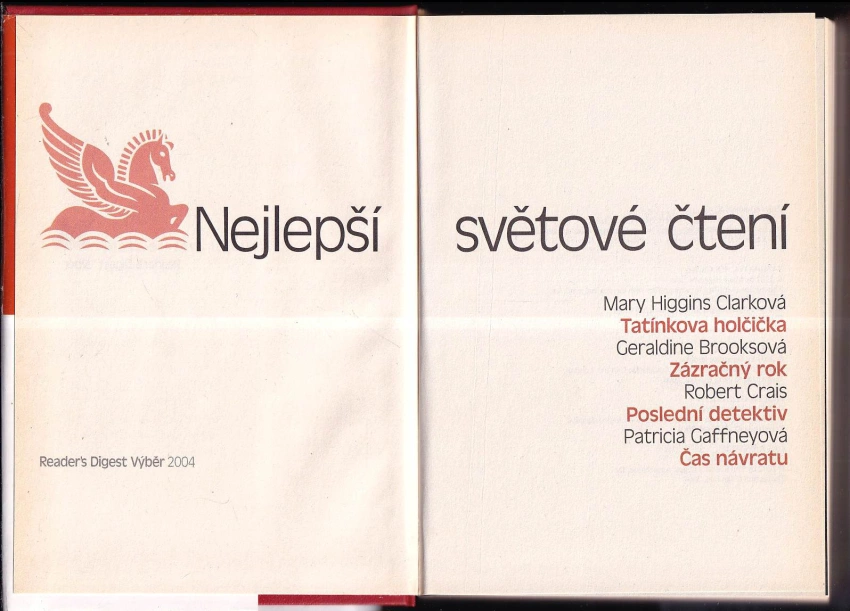 Nejlepší světové čtení
Mary Higgins Clarková
Tatínkova holčička
Geraldine Brooksová
Zázračný rok
Robert Crais
Poslední detektiv
Patricia Gaffneyová
Čas návratu
Reader's Digest Výběr 2004